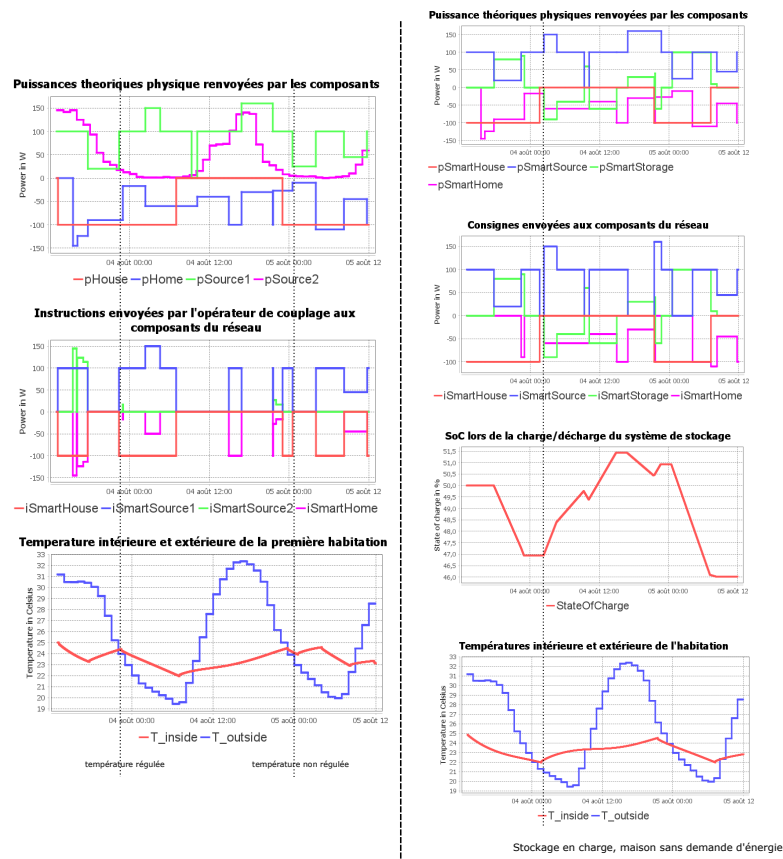 Puissances theoriques physique renvoyées par les composants
Power in W
150
100
50
0
-50
-100
-150
04 août 00:00
04 août 12:00
05 août 00:00
05 août 12
pHouse
pHome
pSource1
pSource2
Instructions envoyées par l'opérateur de couplage aux
composants du réseau
Power in W
150
100
50
0
-50
-100
-150
04 août 00:00
04 août 12:00
05 août 00:00
05 août 12
iSmartHouse
iSmartSource1
iSmartSource2
iSmartHome
Temperature intérieure et extérieure de la première habitation
Temperature in Celsius
33
32
31
30
29
28
27
26
25
24
23
22
21
20
19
04 août 00:00
04 août 12:00
05 août 00:00
05 août 12
T_inside
T_outside
température régulée
température non régulée
Puissance théoriques physiques renvoyées par les composants
Power in W
150
100
50
0
-50
-100
-150
04 août 00:00
04 août 12:00
05 août 00:00
05 août 12
pSmartHouse
pSmartSource
pSmartStorage
pSmartHome
Consignes envoyées aux composants du réseau
Power in W
150
100
50
0
-50
-100
04 août 00:00
04 août 12:00
05 août 00:00
05 août 12
iSmartHouse
iSmartSource
iSmartStorage
iSmartHome
SoC lors de la charge/décharge du système de stockage
State of charge in %
51,5
51,0
50,5
50,0
49,5
49,0
48,5
48,0
47,5
47,0
46,5
46,0
04 août 00:00
04 août 12:00
05 août 00:00
05 août 12
StateOfCharge
Températures intérieure et extérieure de l'habitation
Temperature in Celsius
33
32
31
30
29
28
27
26
25
24
23
22
21
20
19
04 août 00:00
04 août 12:00
05 août 00:00
05 août 12
T_inside
T_outside
Stockage en charge, maison sans demande d'énergie